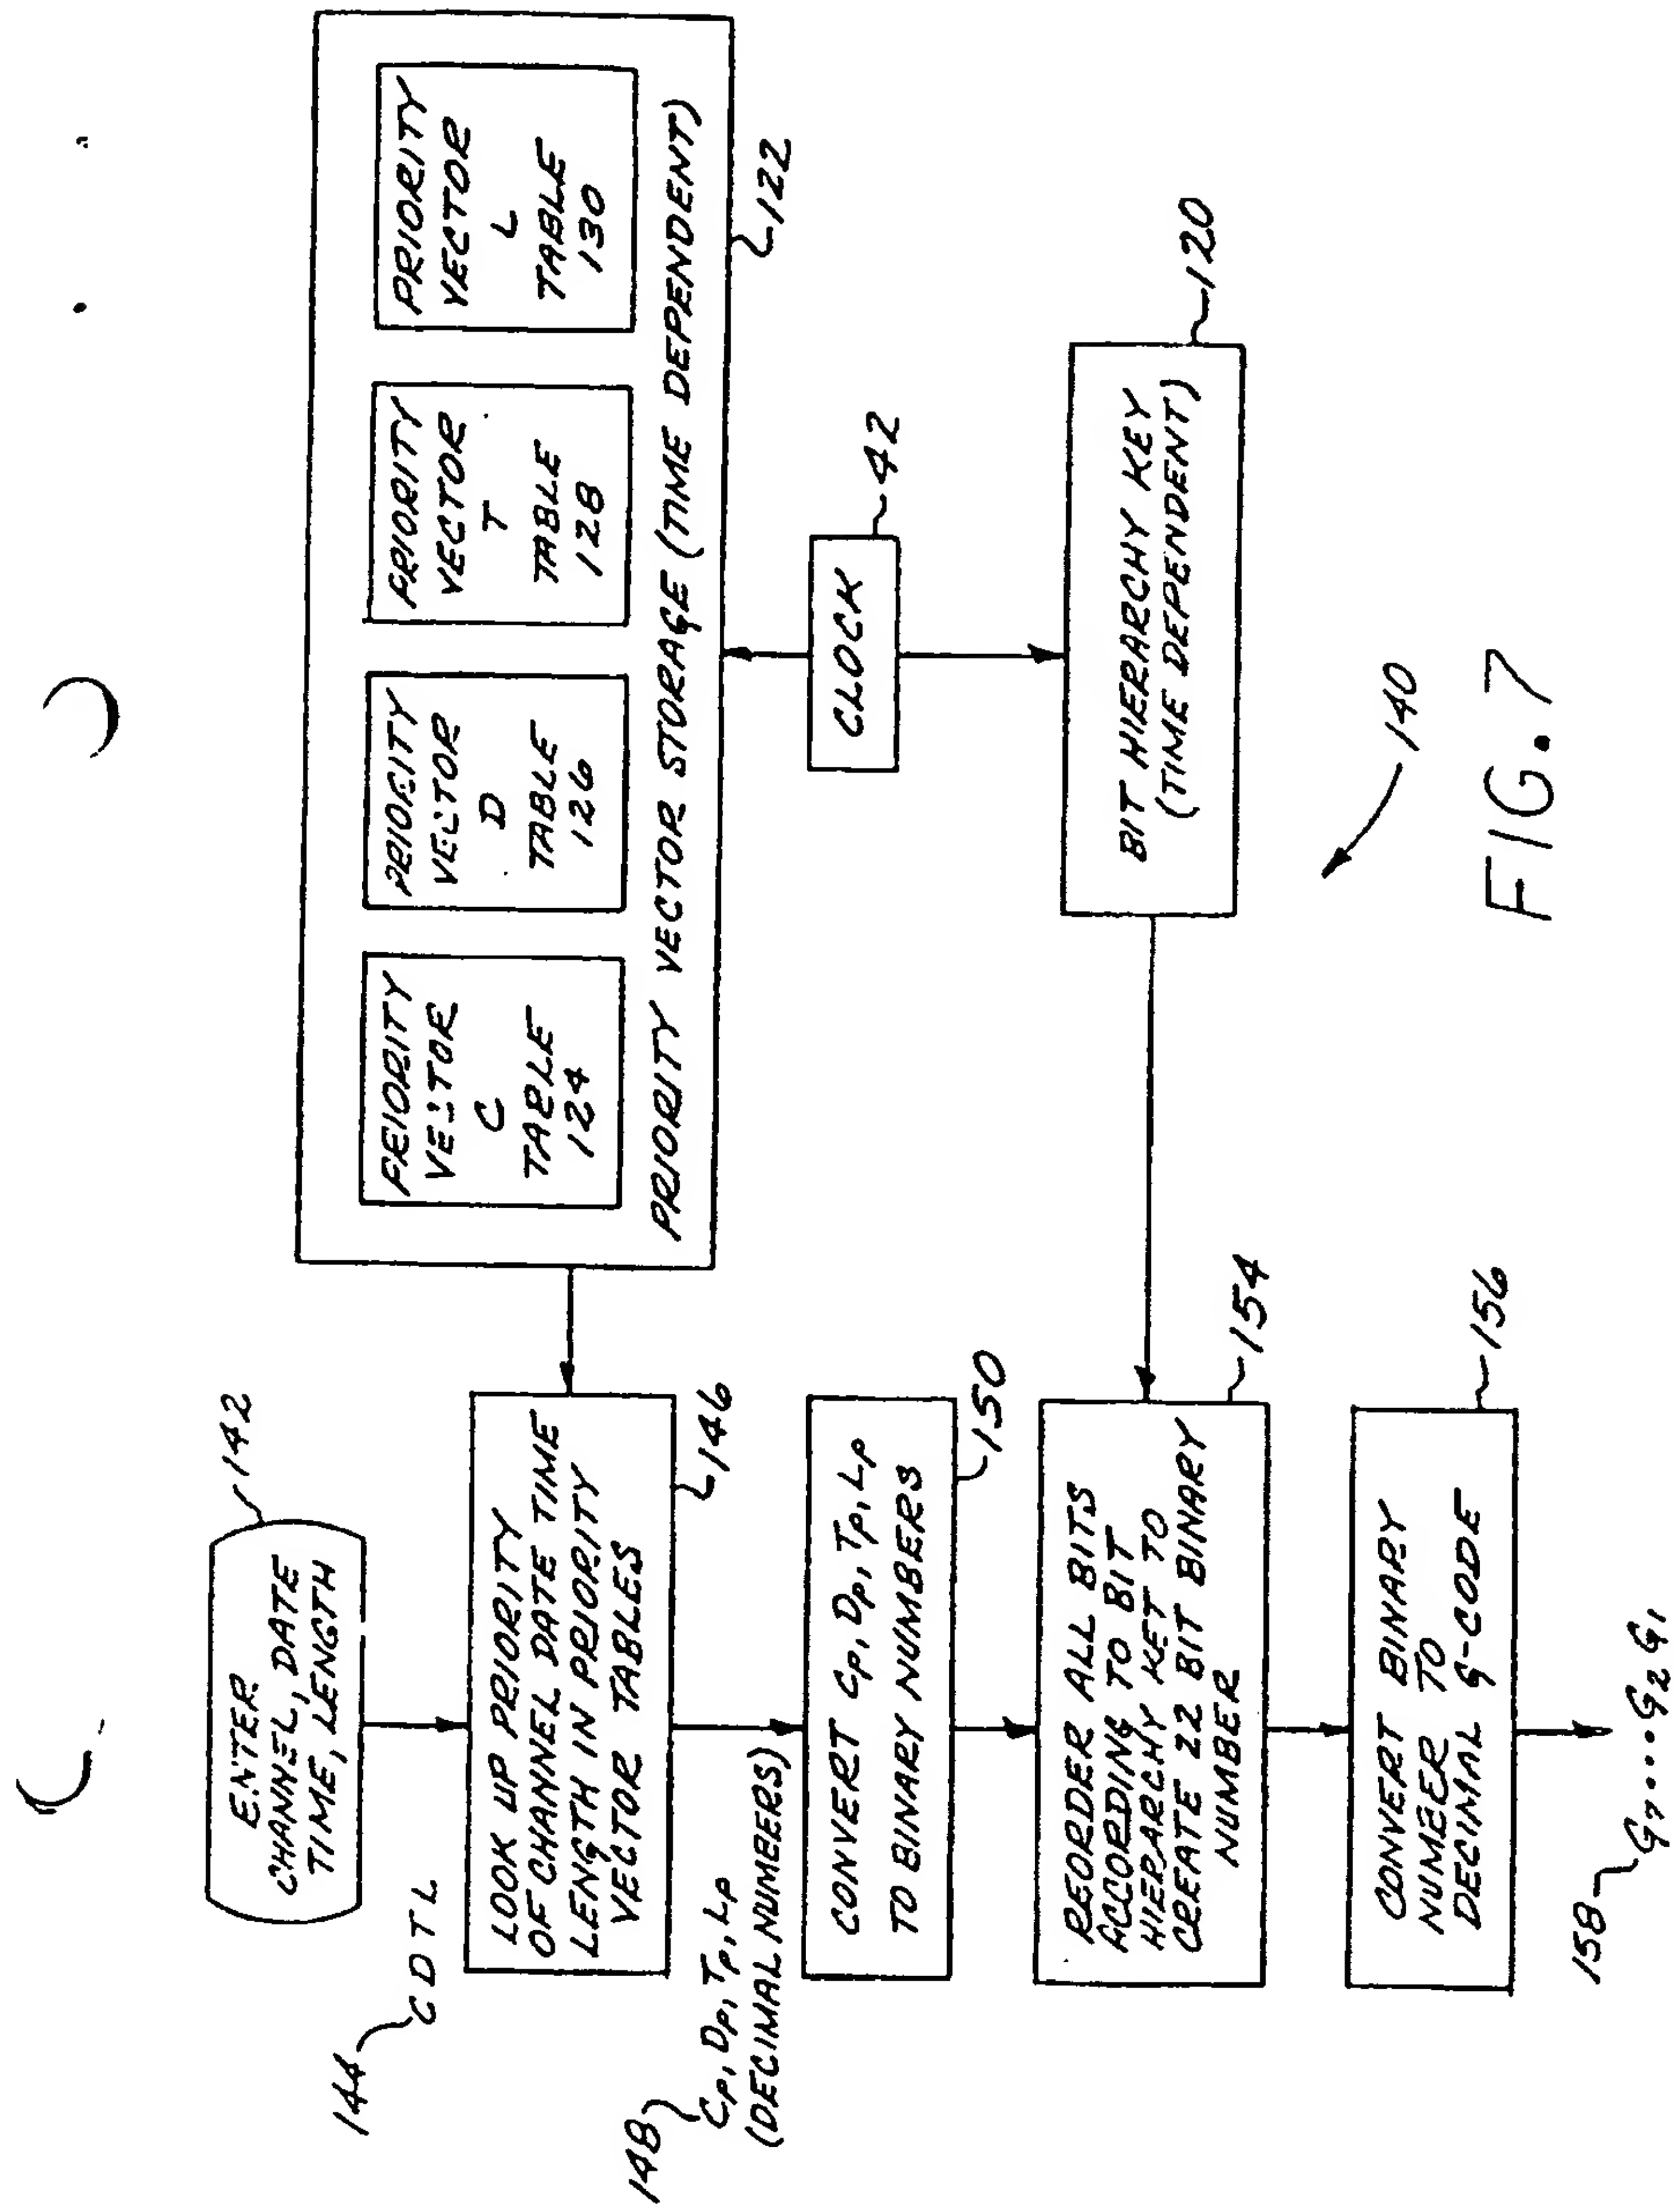 ENTER
CHANNEL, DATE
TIME, LENGTH
142
144
C D T L
LOOK UP PRIORITY
OF CHANNEL DATE TIME
LENGTH IN PRIORITY
VECTOR TABLES
146
148
Cp, Dp, Tp, Lp
(DECIMAL NUMBERS)
CONVERT Cp, Dp, Tp, Lp
TO BINARY NUMBERS
150
REORDER ALL BITS
ACCORDING TO BIT
HIERARCHY KET TO
CREATE 22 BIT BINARY
NUMBER
154
CONVERT BINARY
NUMBER TO
DECIMAL G-CODE
156
158
G7....G2G1
PRIORITY
VECTOR
C
TABLE
124
PRIORITY
VECTOR
D
TABLE
126
PRIORITY
VECTOR
T
TABLE
128
PRIORITY
VECTOR
L
TABLE
130
PRIORITY VECTOR STORAGE (TIME DEPENDENT)
122
CLOCK
42
BIT HIERARCHY KEY
(TIME DEPENDENT)
120
140
FIG. 7